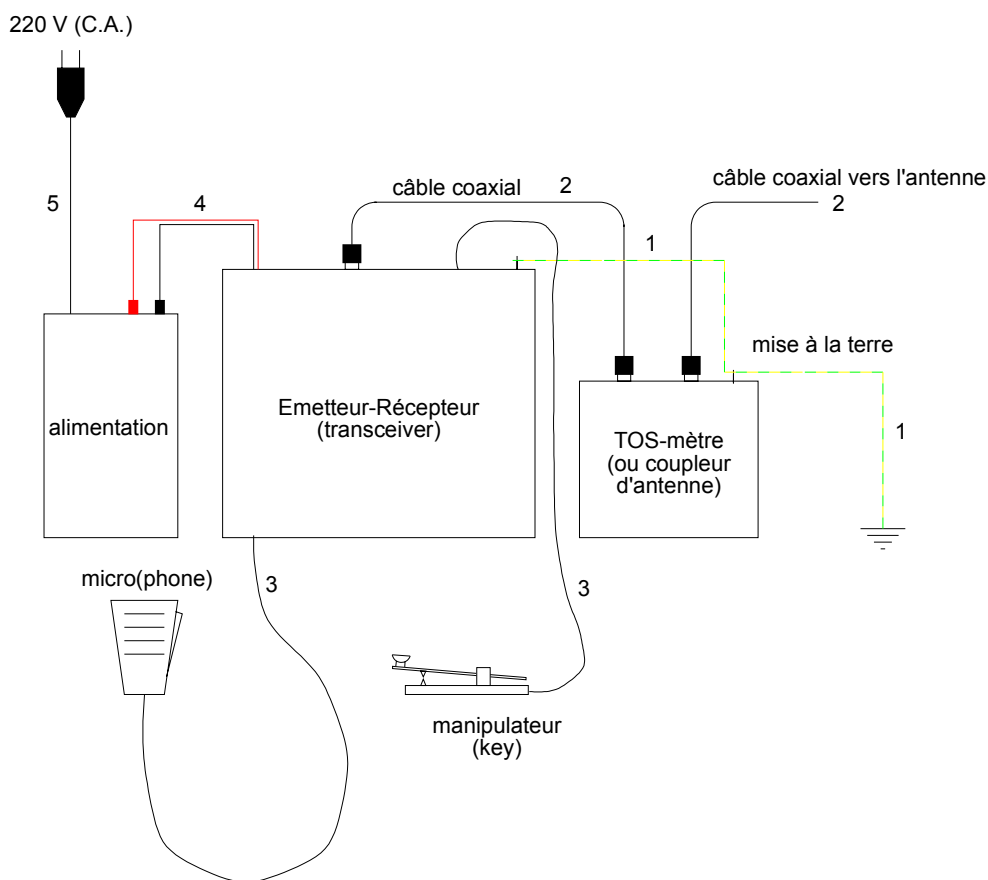 220 V (C.A.)
câble coaxial
2
câble coaxial vers l'antenne
2
5
4
1
mise à la terre
alimentation
Emetteur-Récepteur
(transceiver)
TOS-mètre
(ou coupleur
d'antenne)
1
micro(phone)
3
3
manipulateur
(key)